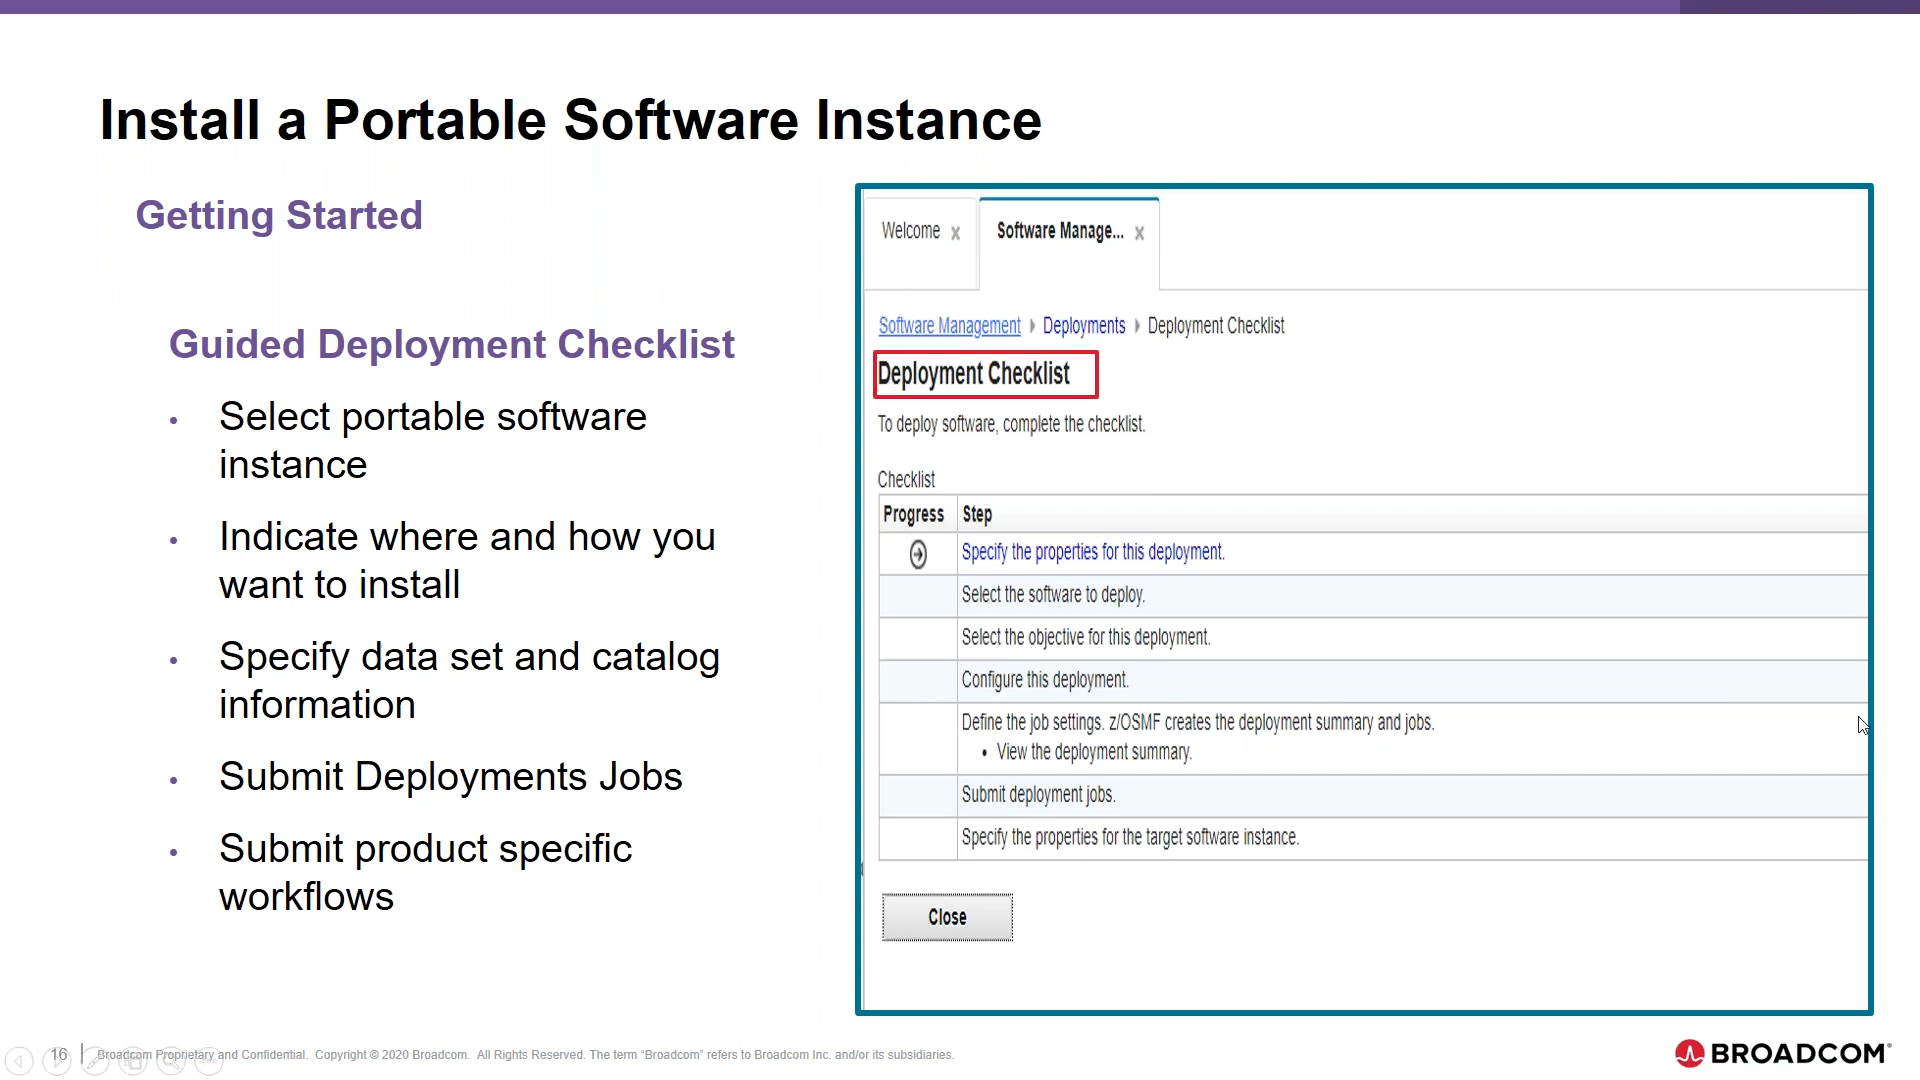 Install a Portable Software Instance
Getting Started
Guided Deployment Checklist
• Select portable software
instance
• Indicate where and how you
want to install
• Specify data set and catalog
information
• Submit Deployments Jobs
• Submit product specific
workflows
Welcome x
Software Manage... x
Software Management Deployments Deployment Checklist
Deployment Checklist
To deploy software, complete the checklist.
Checklist
Progress Step
Specify the properties for this deployment.
Select the software to deploy.
Select the objective for this deployment.
Configure this deployment.
Define the job settings. z/OSMF creates the deployment summary and jobs.
• View the deployment summary.
Submit deployment jobs.
Specify the properties for the target software instance.
Close
16 | Broadcom Proprietary and Confidential. Copyright © 2020 Broadcom. All Rights Reserved. The term “Broadcom” refers to Broadcom Inc. and/or its subsidiaries.
BROADCOM®